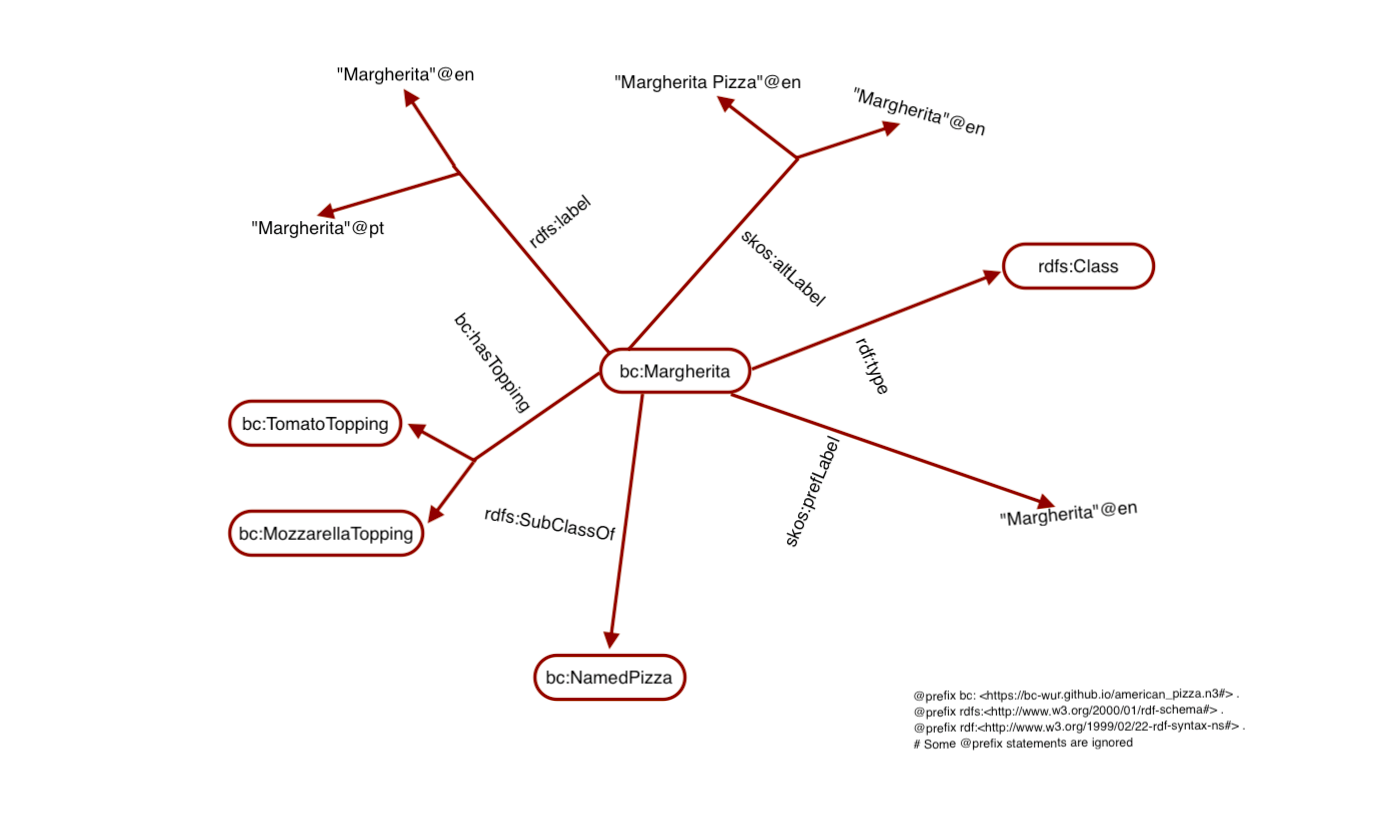 "Margherita"@en
"Margherita Pizza"@en
"Margherita"@en
"Margherita"@pt
rdfs:label
skos:altLabel
rdfs:Class
bc:hasTopping
bc:Margherita
rdf:type
bc:TomatoTopping
skos:prefLabel
bc:MozzarellaTopping
rdfs:SubClassOf
"Margherita"@en
bc:NamedPizza
@prefix bc: <https://bc-wur.github.io/american_pizza.n3#> .
@prefix rdfs:<http://www.w3.org/2000/01/rdf-schema#> .
@prefix rdf:<http://www.w3.org/1999/02/22-rdf-syntax-ns#> .
# Some @prefix statements are ignored